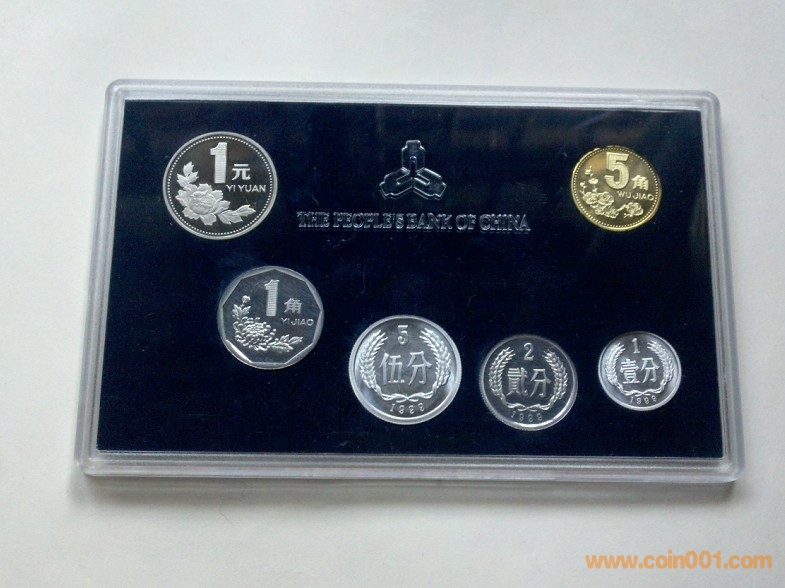 1 元
YI YUAN
5 角
WU JIAO
THE PEOPLE'S BANK OF CHINA
1 角
YI JIAO
5
伍分
2
贰分
1
壹分
www.coin001.com